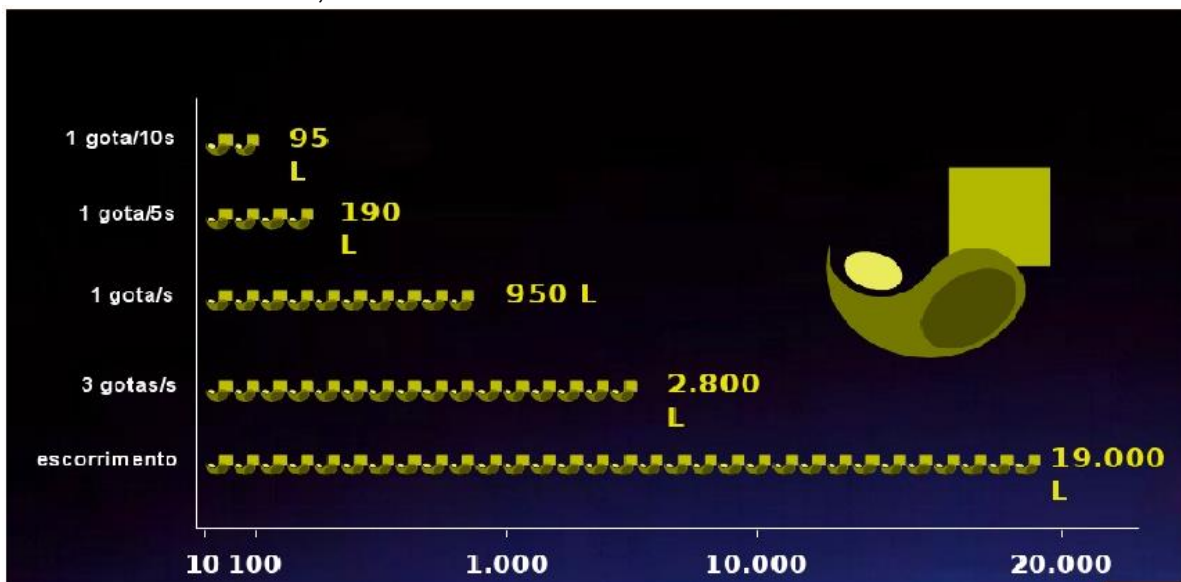 1 gota/10s
95
L
1 gota/5s
190
L
1 gota/s
950 L
3 gotas/s
2.800
L
escorrimento
19.000
L
10 100 1.000 10.000 20.000